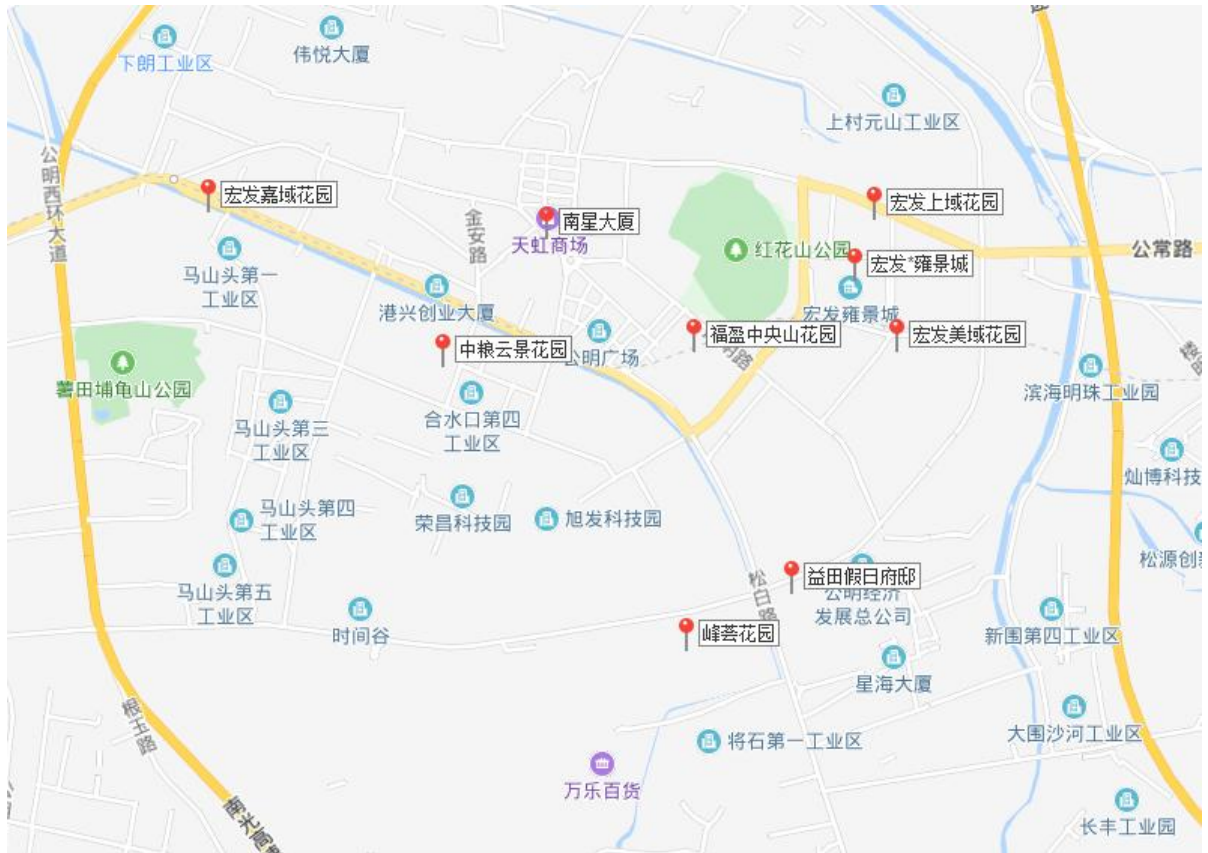 伟悦大厦
下朗工业区
上村元山工业区
公明西环大道
宏发嘉域花园
金安路
南星大厦
天虹商场
宏发上域花园
红花山公园
公常路
宏发*雍景城
马山头第一
工业区
港兴创业大厦
宏发雍景城
福盈中央山花园
宏发美域花园
中粮云景花园
公明广场
薯田埔龟山公园
滨海明珠工业园
合水口第四
工业区
马山头第三
工业区
灿博科技
荣昌科技园
旭发科技园
马山头第四
工业区
松源创新
马山头第五
工业区
益田假日府邸
公明经济
发展总公司
松白路
时间谷
峰荟花园
新围第四工业区
星海大厦
根玉路
将石第一工业区
大围沙河工业区
万乐百货
南光高速
长丰工业园